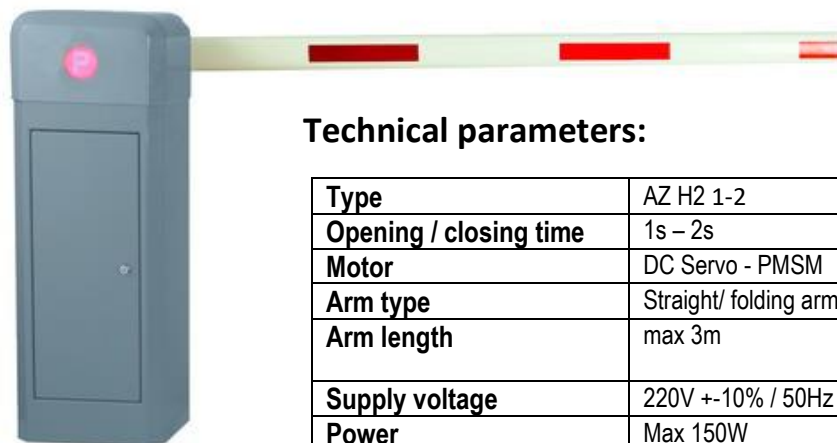 P
Technical parameters:
Type AZ H2 1-2
Opening / closing time 1s – 2s
Motor DC Servo - PMSM
Arm type Straight/ folding arm
Arm length max 3m
Supply voltage 220V +-10% / 50Hz
Power Max 150W